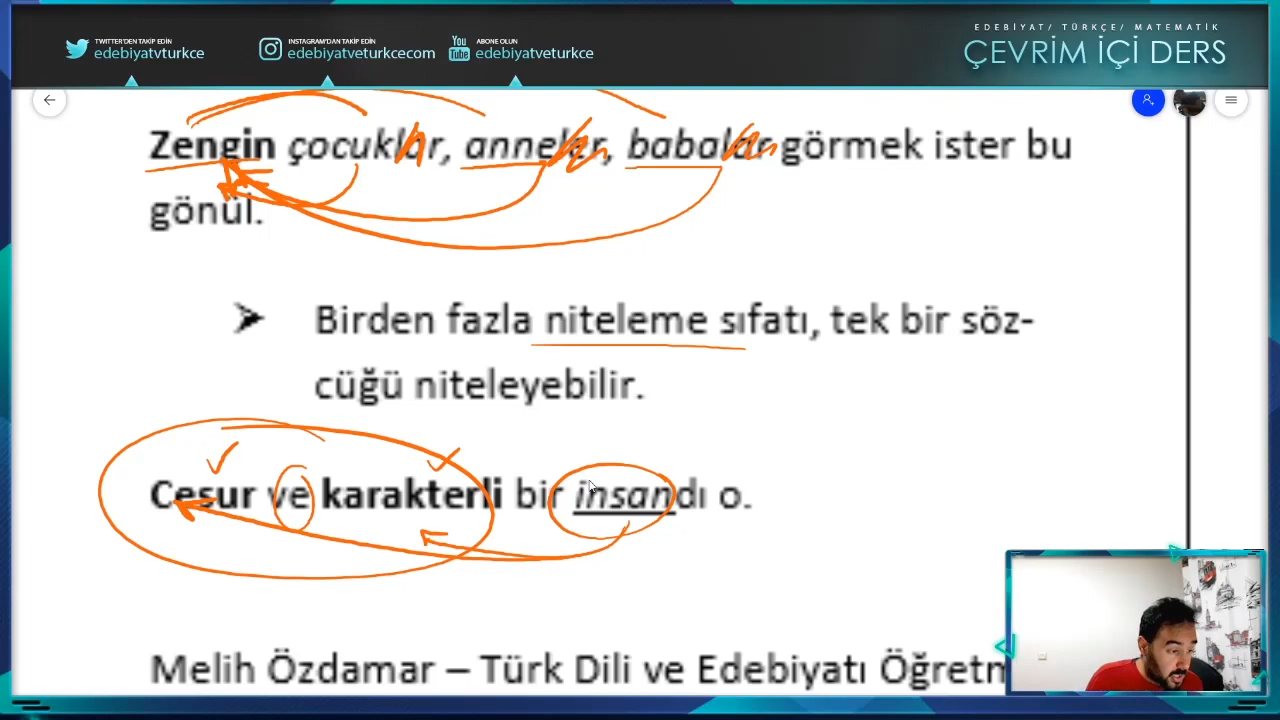 EDEBİYAT/ TÜRKÇE/ MATEMATİK
ÇEVRİM İÇİ DERS
TWITTER'DEN TAKİP EDİN
edebiyatvturkce
INSTAGRAM'DAN TAKİP EDİN
edebiyatveturkcecom
You Tube
ABONE OLUN
edebiyatveturkce
Zengin çocuklar, anneler, babalar görmek ister bu
gönül.
Birden fazla niteleme sıfatı, tek bir söz-
cüğü niteleyebilir.
Cesur ve karakterli bir insandı o.
Melih Özdamar – Türk Dili ve Edebiyatı Öğretm